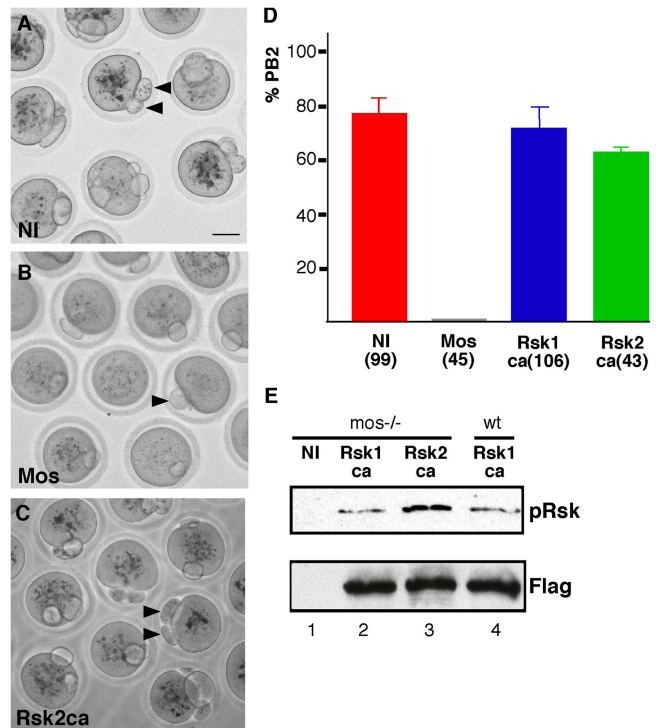 A
NI
B
Mos
C
Rsk2ca
D
% PB2
100
80
60
40
20
NI Mos Rsk1 Rsk2
(99) (45) ca(106) ca(43)
E
mos-/- wt
NI Rsk1 Rsk2 Rsk1
ca ca ca
pRsk
Flag
1 2 3 4